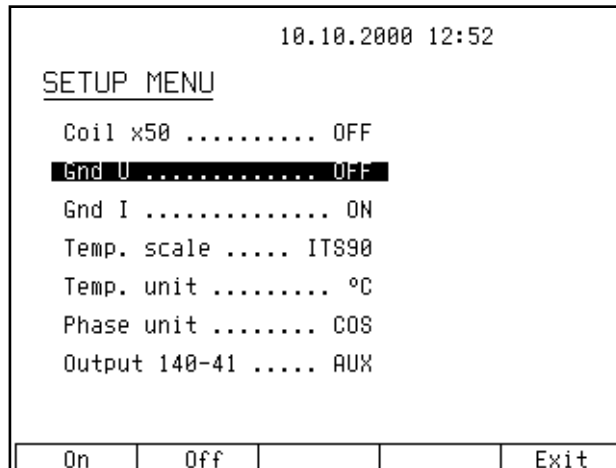 10.10.2000 12:52
SETUP MENU
Coil x50 .......... OFF
Gnd U .............. OFF
Gnd I .............. ON
Temp. scale ..... ITS90
Temp. unit ......... ºC
Phase unit ........ COS
Output 140-41 ..... AUX
On Off Exit